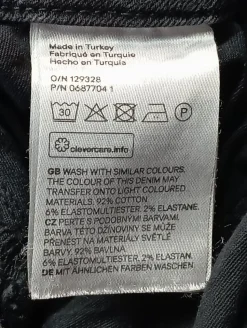 Made in Turkey
Fabriqué en Turquie
Hecho en Turquía
O/N 129328
P/N 0687704 1
30
P
clevercare.info
GB WASH WITH SIMILAR COLOURS.
THE COLOUR OF THIS DENIM MAY
TRANSFER ONTO LIGHT COLOURED
MATERIALS. 92% COTTON
6% ELASTOMULTIESTER, 2% ELASTANE.
CZ PERTE S PODOBNÝMI BARVAMI.
BARVA TÉTO DŽÍNOVINY SE MŮŽE
PŘENÉST NA MATERIÁLY SVĚTLÉ
BARVY. 92% BAVLNA
6% ELASTOMULTIESTER, 2% ELASTAN.
DE MIT ÄHNLICHEN FARBEN WASCHEN